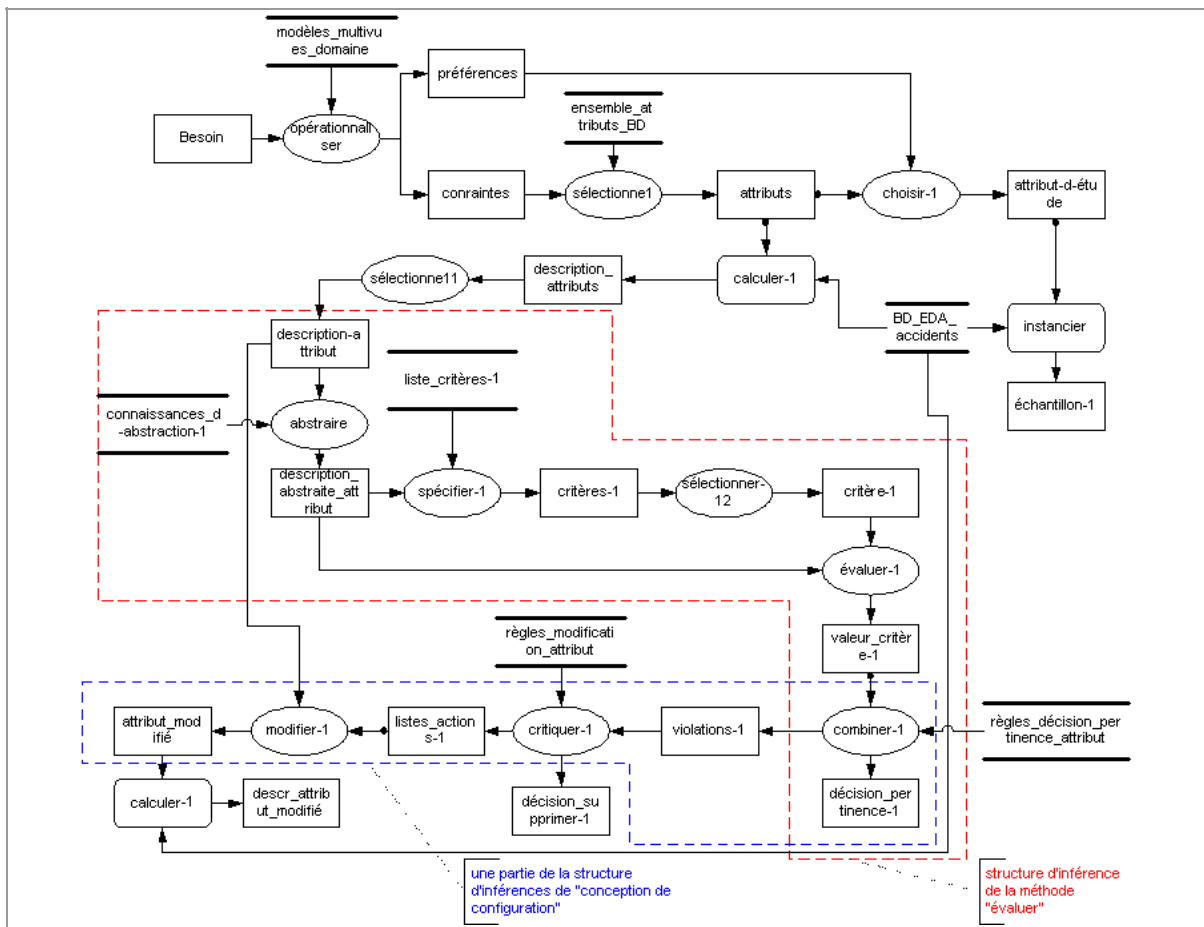 modèles_multivu
es_domaine
préférences
ensemble_at
tributs_BD
Besoin
opérationnali
ser
conraintes
sélectionne1
attributs
choisir-1
attribut-d-étu
de
sélectionne11
description_
attributs
calculer-1
BD_EDA_
accidents
instancier
description-a
ttribut
liste_critères-1
échantillon-1
connaissances_d
-abstraction-1
abstraire
description_
abstraite_att
ribut
spécifier-1
critères-1
sélectionner-
12
critère-1
évaluer-1
règles_modificati
on_attribut
valeur_critèr
e-1
attribut_mod
ifié
modifier-1
listes_action
s-1
critiquer-1
violations-1
combiner-1
règles_décision_per
tinence_attribut
calculer-1
descr_attrib
ut_modifié
décision_su
pprimer-1
décision_per
tinence-1
une partie de la structure
d'inférences de "conception de
configuration"
structure d'inférence
de la méthode
"évaluer"